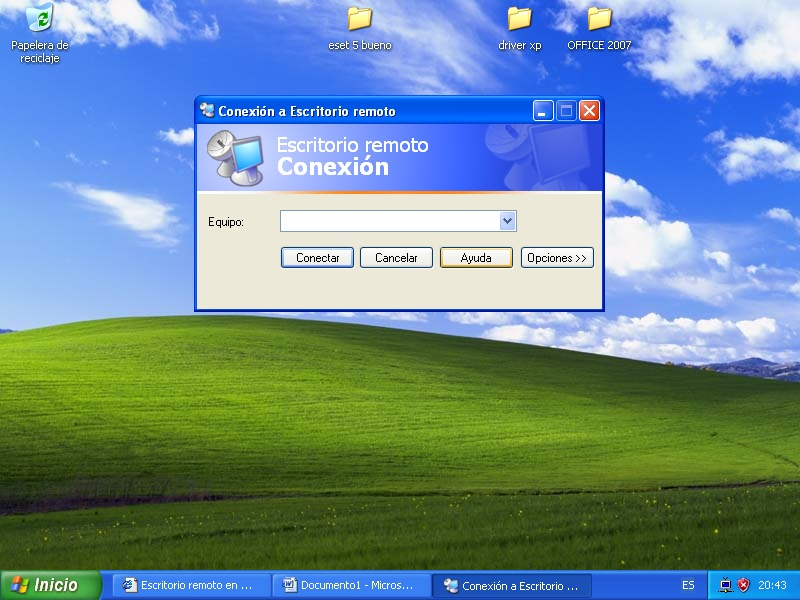 Papelera de
reciclaje
eset 5 bueno
driver xp
OFFICE 2007
Conexión a Escritorio remoto
Escritorio remoto
Conexión
Equipo:
Conectar
Cancelar
Ayuda
Opciones >>
Inicio
Escritorio remoto en ...
Documento1 - Micros...
Conexión a Escritorio ...
ES
20:43